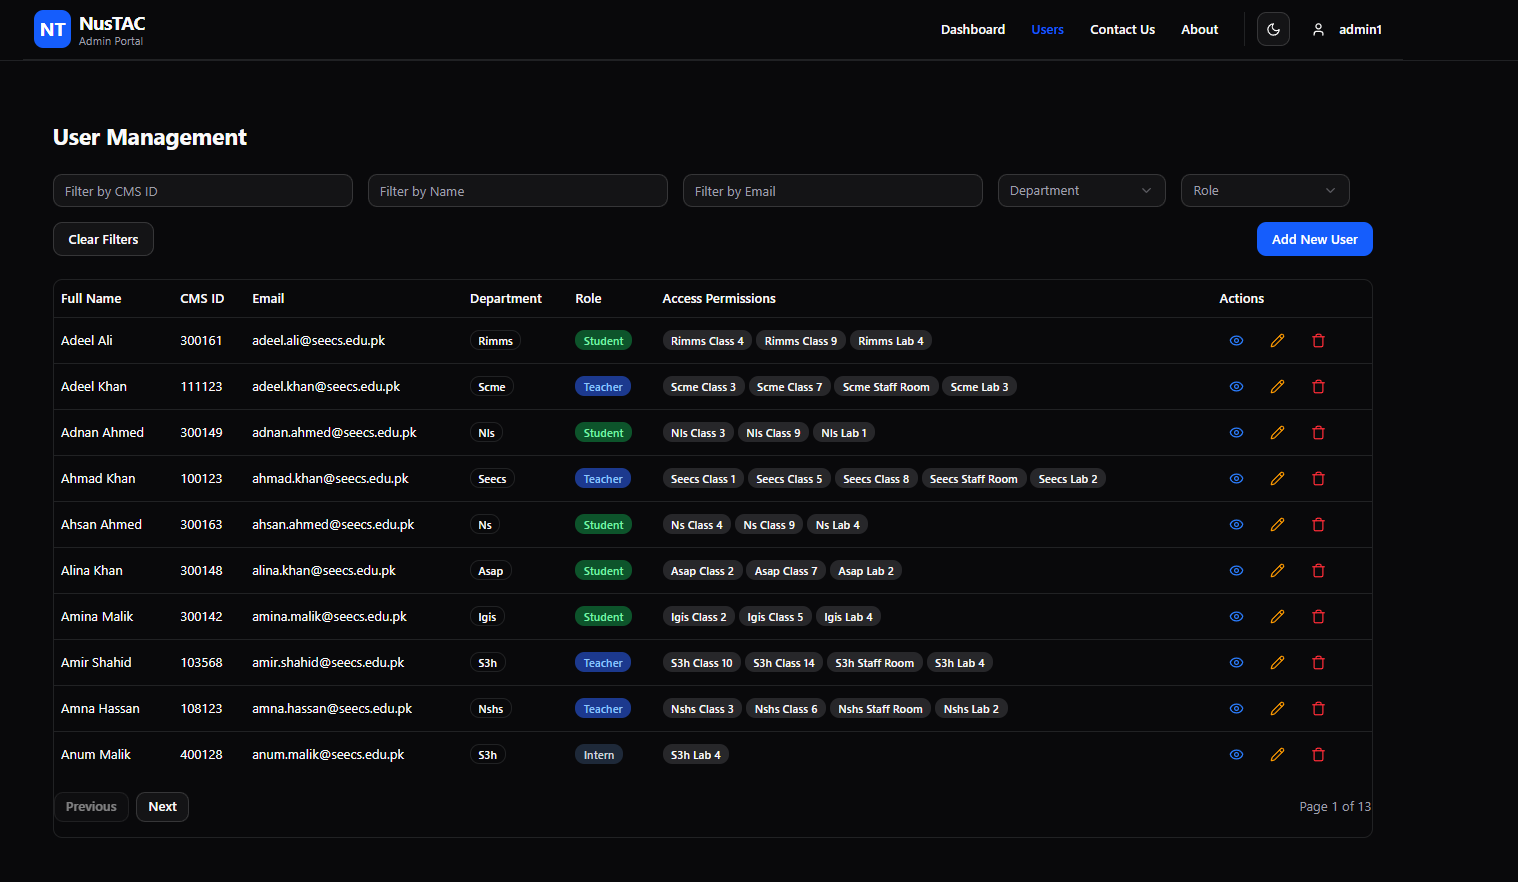 NT NusTAC
Admin Portal
Dashboard Users Contact Us About admin1
User Management
Filter by CMS ID Filter by Name Filter by Email Department Role
Clear Filters Add New User
Full Name CMS ID Email Department Role Access Permissions Actions
Adeel Ali 300161 adeel.ali@seecs.edu.pk Rimms Student Rimms Class 4 Rimms Class 9 Rimms Lab 4
Adeel Khan 111123 adeel.khan@seecs.edu.pk Scme Teacher Scme Class 3 Scme Class 7 Scme Staff Room Scme Lab 3
Adnan Ahmed 300149 adnan.ahmed@seecs.edu.pk Nls Student Nls Class 3 Nls Class 9 Nls Lab 1
Ahmad Khan 100123 ahmad.khan@seecs.edu.pk Seecs Teacher Seecs Class 1 Seecs Class 5 Seecs Class 8 Seecs Staff Room Seecs Lab 2
Ahsan Ahmed 300163 ahsan.ahmed@seecs.edu.pk Ns Student Ns Class 4 Ns Class 9 Ns Lab 4
Alina Khan 300148 alina.khan@seecs.edu.pk Asap Student Asap Class 2 Asap Class 7 Asap Lab 2
Amina Malik 300142 amina.malik@seecs.edu.pk Igis Student Igis Class 2 Igis Class 5 Igis Lab 4
Amir Shahid 103568 amir.shahid@seecs.edu.pk S3h Teacher S3h Class 10 S3h Class 14 S3h Staff Room S3h Lab 4
Amna Hassan 108123 amna.hassan@seecs.edu.pk Nshs Teacher Nshs Class 3 Nshs Class 6 Nshs Staff Room Nshs Lab 2
Anum Malik 400128 anum.malik@seecs.edu.pk S3h Intern S3h Lab 4
Previous Next Page 1 of 13